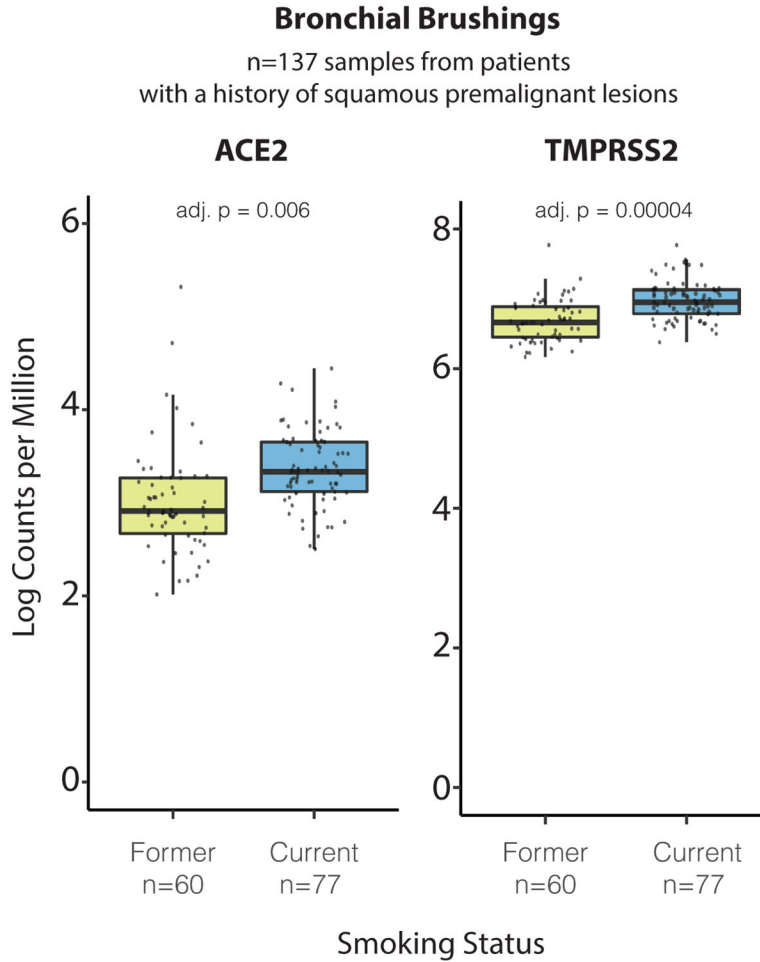 Bronchial Brushings
n=137 samples from patients
with a history of squamous premalignant lesions
ACE2
adj. p = 0.006
6
4
2
0
Log Counts per Million
Former
n=60
Current
n=77
TMPRSS2
adj. p = 0.00004
8
6
4
2
0
Former
n=60
Current
n=77
Smoking Status